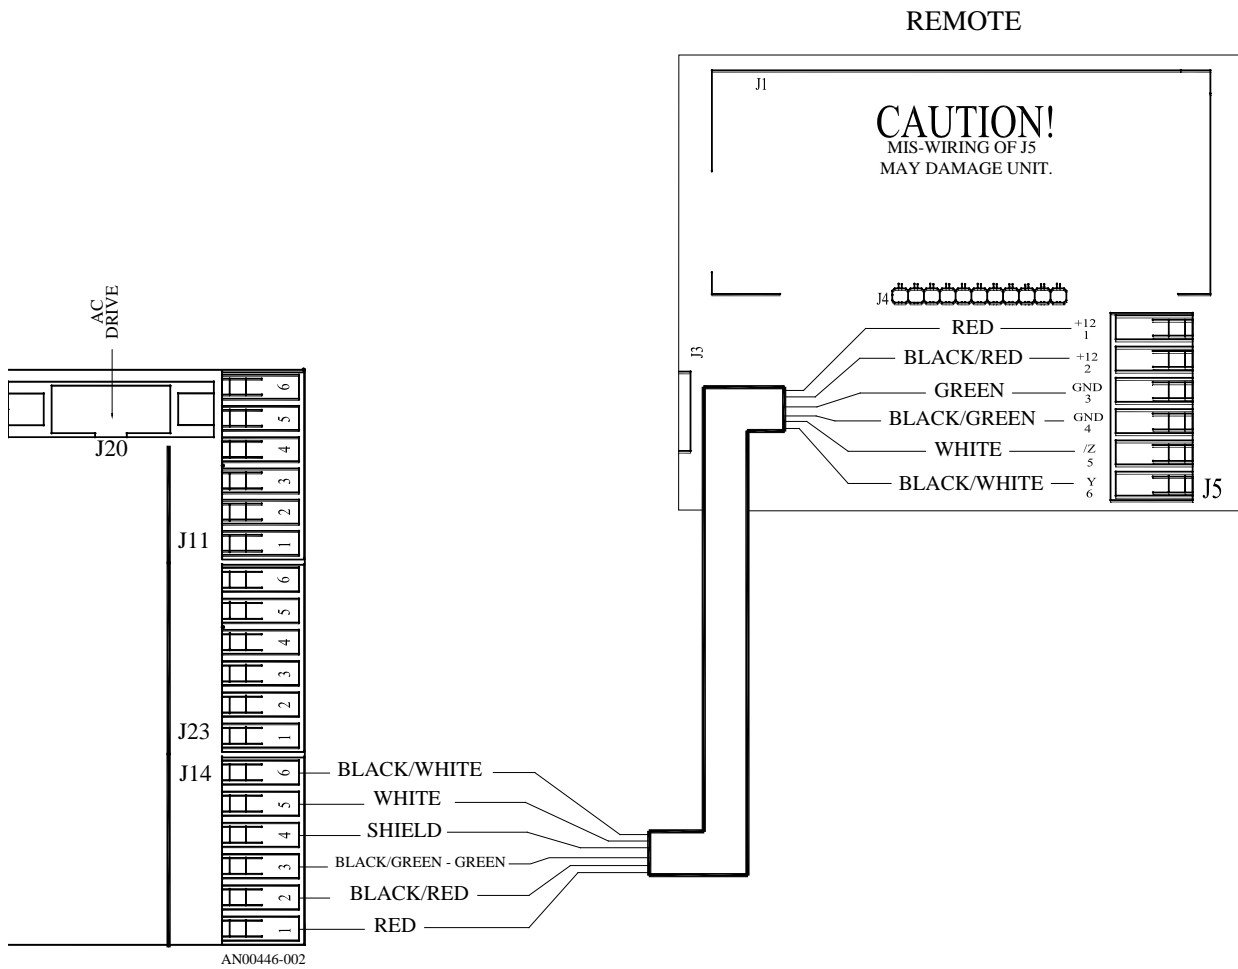 REMOTE
J1
CAUTION!
MIS-WIRING OF J5
MAY DAMAGE UNIT.
J4
J3
RED
+12
1
BLACK/RED
+12
2
GREEN
GND
3
BLACK/GREEN
GND
4
WHITE
/Z
5
BLACK/WHITE
Y
6
J5
AC
DRIVE
J20
6
5
4
3
2
J11
1
6
5
4
3
2
J23
1
J14
6
BLACK/WHITE
5
WHITE
4
SHIELD
3
BLACK/GREEN - GREEN
2
BLACK/RED
1
RED
AN00446-002